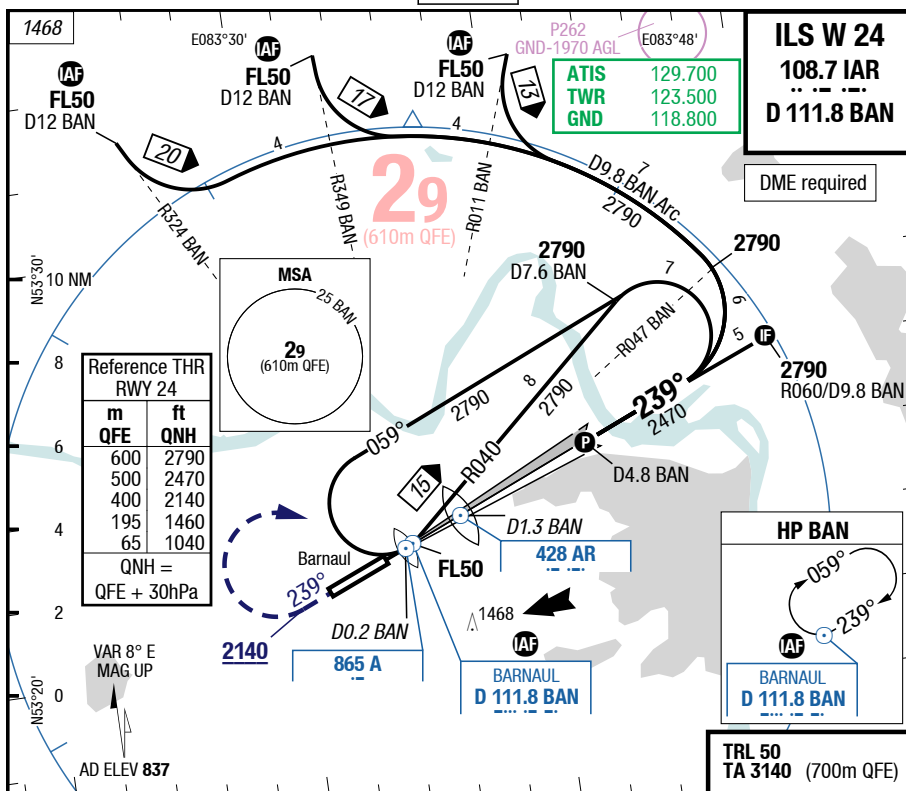 1468
E083°30'
P262
GND-1970 AGL
E083°48'
ILS W 24
108.7 IAR
D 111.8 BAN
ATIS 129.700
TWR 123.500
GND 118.800
DME required
IAF
FL50
D12 BAN
IAF
FL50
D12 BAN
IAF
FL50
D12 BAN
20
17
13
4
4
7
D9.8 BAN Arc
2790
R324 BAN
R349 BAN
R011 BAN
29
(610m QFE)
2790
D7.6 BAN
2790
7
6
R047 BAN
5
IF
2790
R060/D9.8 BAN
N53°30'
10 NM
8
6
4
2
0
N53°20'
MSA
25 BAN
29
(610m QFE)
Reference THR
RWY 24
m ft
QFE QNH
600 2790
500 2470
400 2140
195 1460
65 1040
QNH =
QFE + 30hPa
059°
2790
8
2790
R040
239°
2470
P
D4.8 BAN
15
D1.3 BAN
428 AR
Barnaul
FL50
239°
2140
D0.2 BAN
865 A
1468
IAF
BARNAUL
D 111.8 BAN
HP BAN
059°
239°
IAF
BARNAUL
D 111.8 BAN
VAR 8° E
MAG UP
AD ELEV 837
TRL 50
TA 3140 (700m QFE)